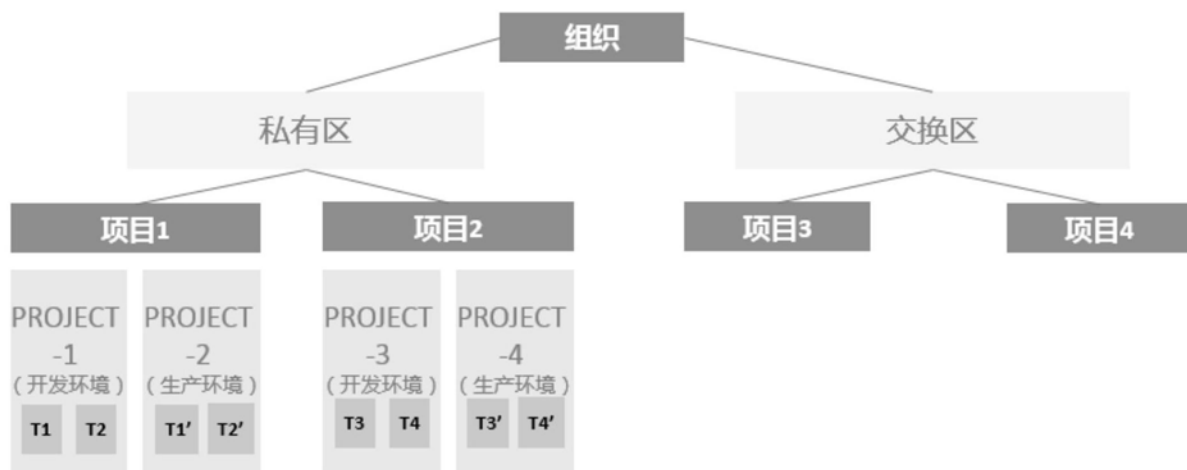 组织
私有区
交换区
项目1
项目2
项目3
项目4
PROJECT
-1
(开发环境)
T1
T2
PROJECT
-2
(生产环境)
T1’
T2’
PROJECT
-3
(开发环境)
T3
T4
PROJECT
-4
(生产环境)
T3’
T4’